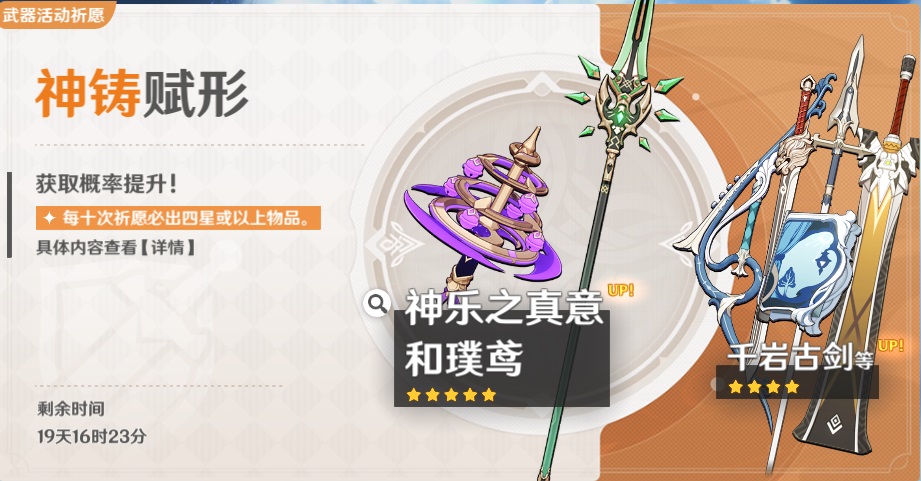 武器活动祈愿
神铸赋形
获取概率提升！
每十次祈愿必出四星或以上物品。
具体内容查看【详情】
神乐之真意
UP!
和璞鸢
千岩古剑等
UP!
剩余时间
19天16时23分